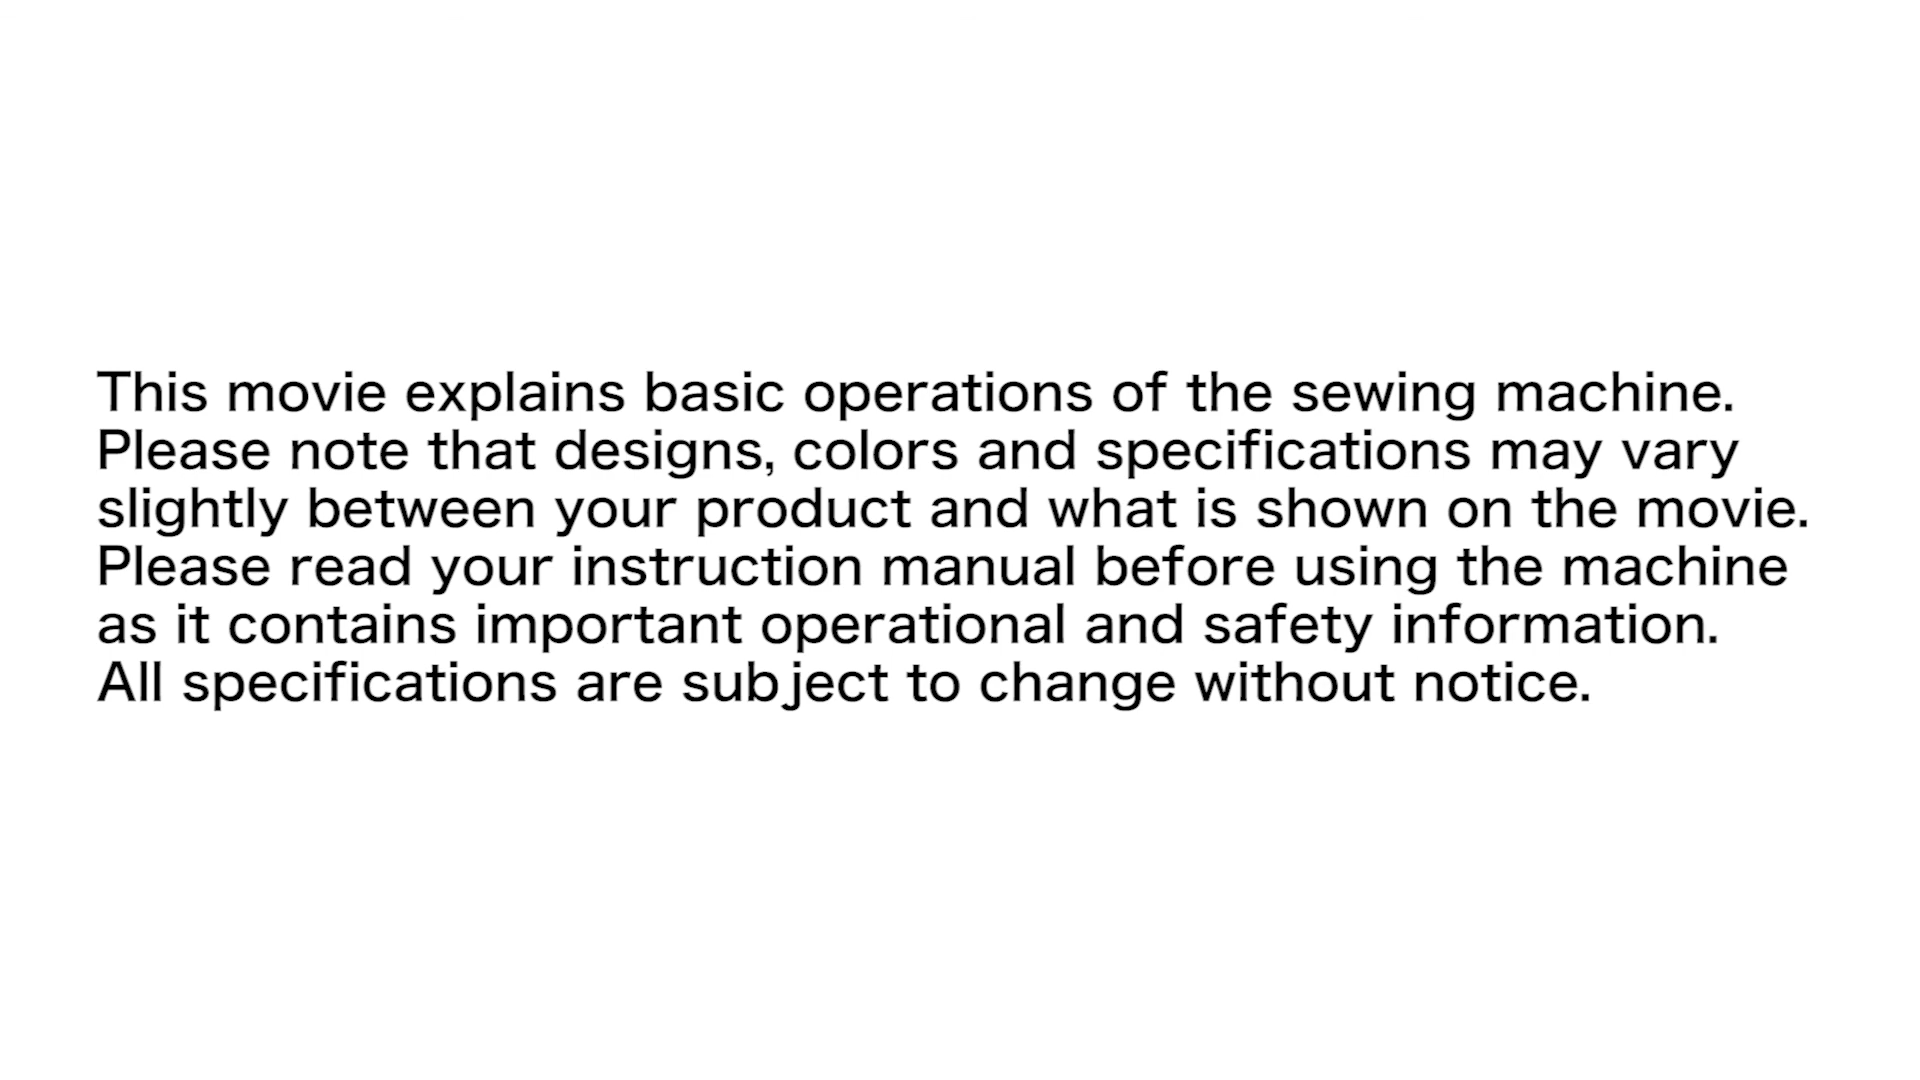 This movie explains basic operations of the sewing machine.
Please note that designs, colors and specifications may vary
slightly between your product and what is shown on the movie.
Please read your instruction manual before using the machine
as it contains important operational and safety information.
All specifications are subject to change without notice.